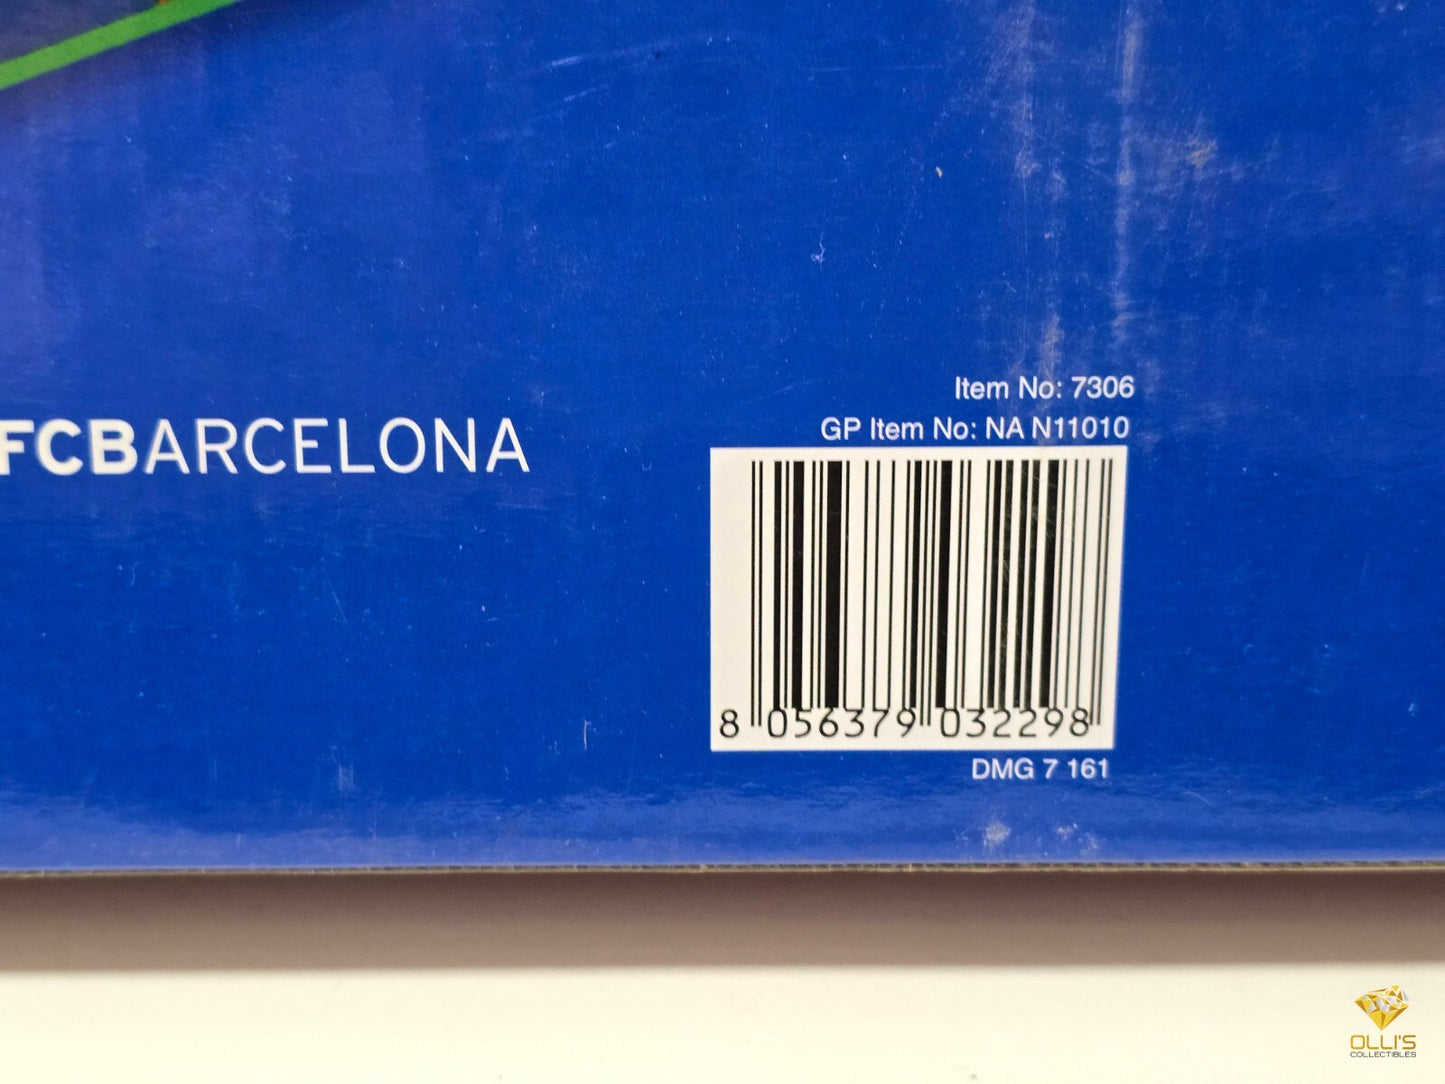 Item No: 7306
GP Item No: NA N11010
FCBARCELONA
8 056379 032298
DMG 7 161
OLLI'S
COLLECTIBLES